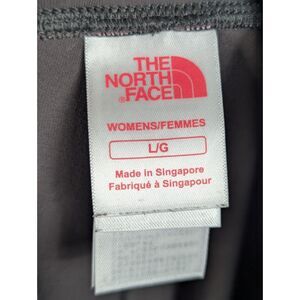 THE
NORTH
FACE
WOMENS/FEMMES
L/G
Made in Singapore
Fabriqué à Singapour